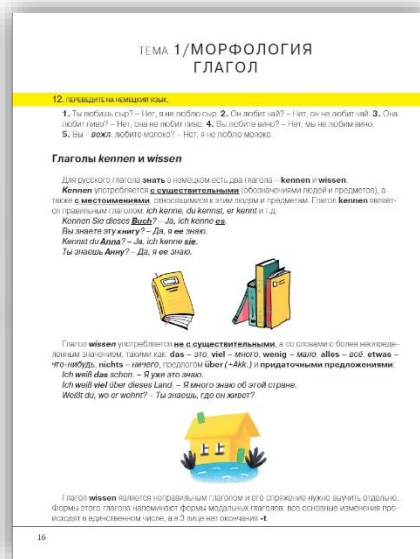 ТЕМА 1/МОРФОЛОГИЯ
ГЛАГОЛ
12. ПЕРЕВЕДИТЕ НА НЕМЕЦКИЙ ЯЗЫК.
1. Ты любишь сыр? – Нет, я не люблю сыр. 2. Он любит чай? – Нет, он не любит чай. 3. Она
любит пиво? – Нет, она не любит пиво. 4. Вы любите вино? – Нет, мы не любим вино.
5. Вы – вежл. любите молоко? – Нет, я не люблю молоко.
Глаголы kennen и wissen
Для русского глагола знать в немецком есть два глагола – kennen и wissen.
Kennen употребляется с существительными (обозначениями людей и предметов), а
также с местоимениями, относящимися к этим людям и предметам. Глагол kennen являет-
ся правильным глаголом: ich kenne, du kennst, er kennt и т.д.
Kennen Sie dieses Buch? – Ja, ich kenne es.
Вы знаете эту книгу? – Да, я ее знаю.
Kennst du Anna? – Ja, ich kenne sie.
Ты знаешь Анну? – Да, я ее знаю.
Глагол wissen употребляется не с существительными, а со словами с более неопреде-
ленным значением, такими как: das – это, viel – много, wenig – мало, alles – всё, etwas –
что-нибудь, nichts – ничего, предлогом über (+Akk.) и придаточными предложениями:
Ich weiß das schon. – Я уже это знаю.
Ich weiß viel über dieses Land. – Я много знаю об этой стране.
Weißt du, wo er wohnt? – Ты знаешь, где он живет?
Глагол wissen является неправильным глаголом и его спряжение нужно выучить отдельно.
Формы этого глагола напоминают формы модальных глаголов: все основные изменения про-
исходят в единственном числе, а в 3 лице нет окончания -t
16